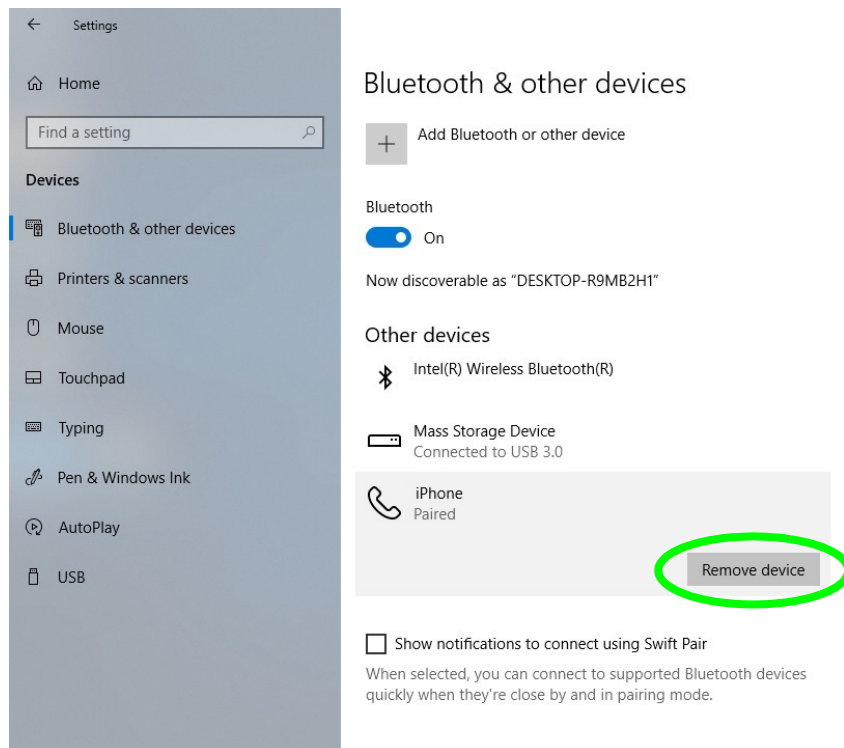 Settings
Home
Find a setting
Devices
Bluetooth & other devices
Printers & scanners
Mouse
Touchpad
Typing
Pen & Windows Ink
AutoPlay
USB
Bluetooth & other devices
Add Bluetooth or other device
Bluetooth
On
Now discoverable as “DESKTOP-R9MB2H1”
Other devices
Intel(R) Wireless Bluetooth(R)
Mass Storage Device
Connected to USB 3.0
iPhone
Paired
Remove device
Show notifications to connect using Swift Pair
When selected, you can connect to supported Bluetooth devices
quickly when they're close by and in pairing mode.